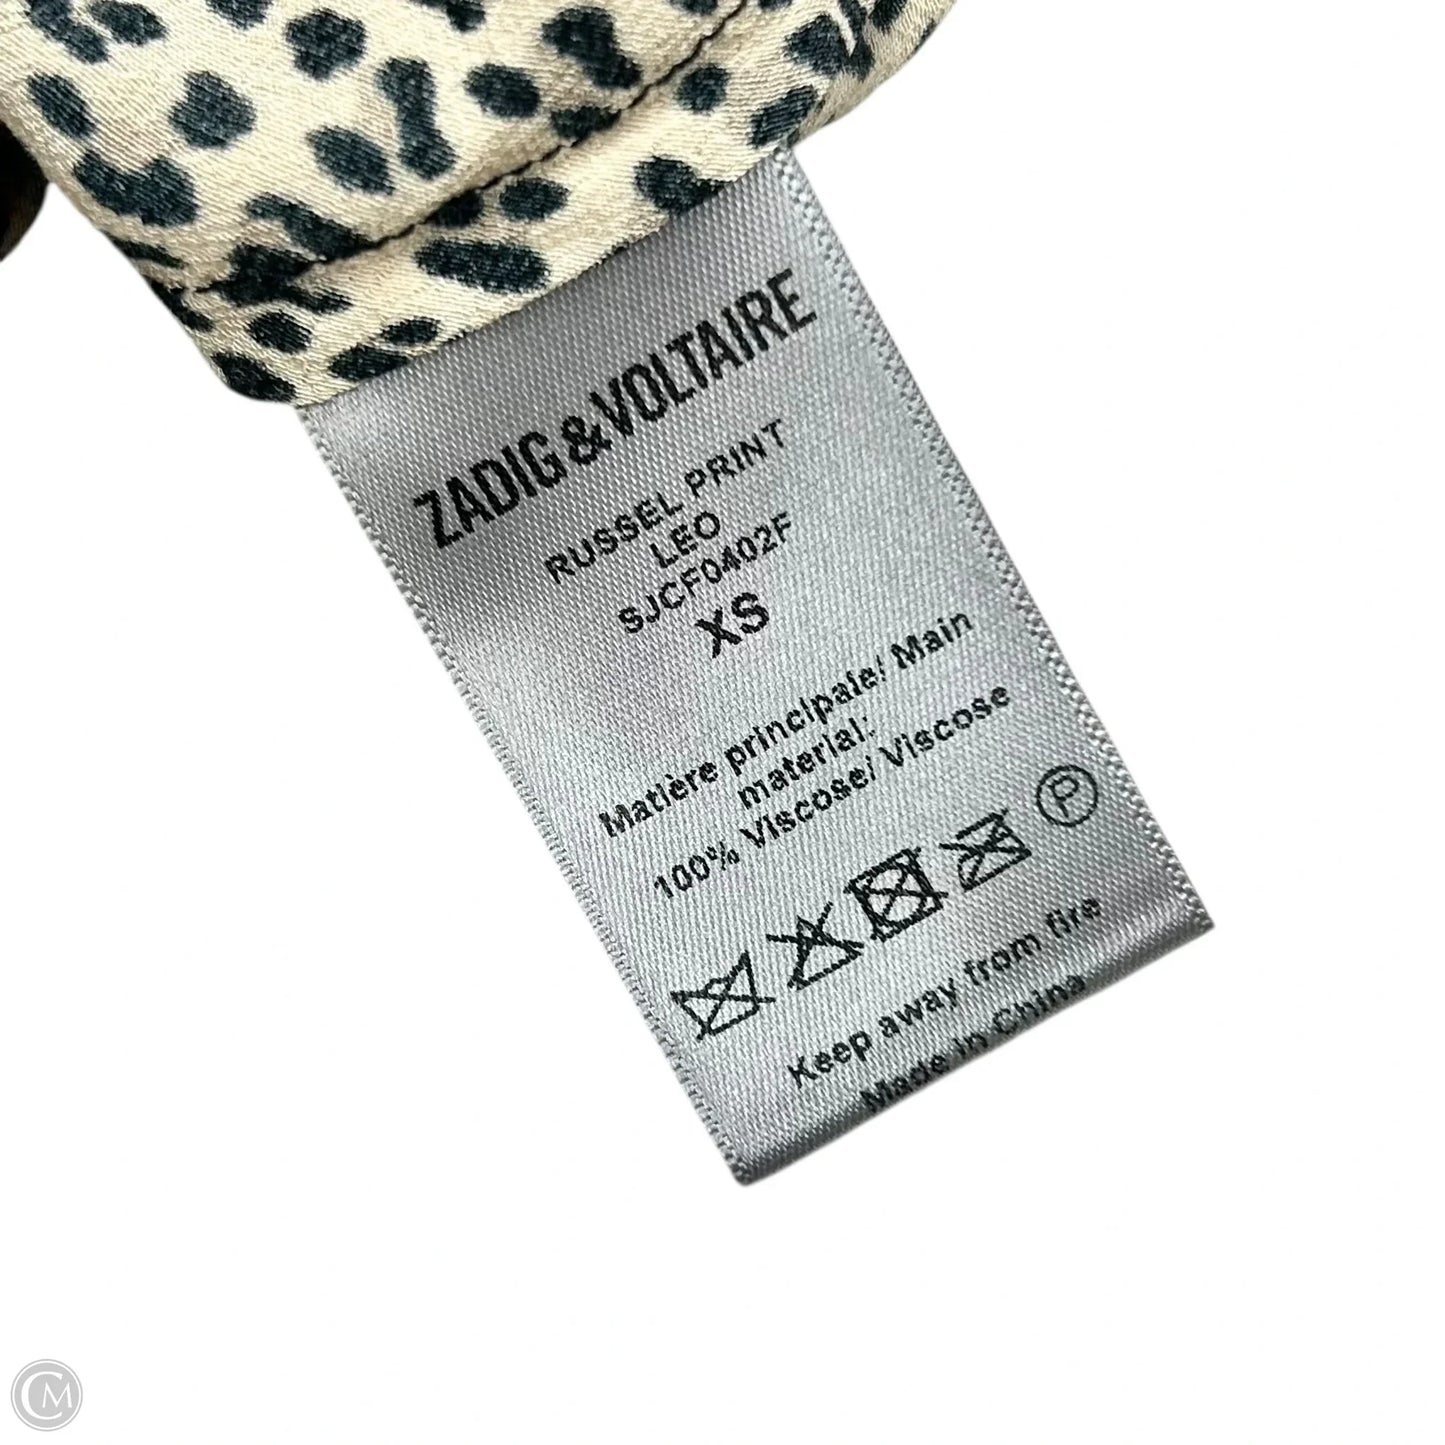 ZADIG&VOLTAIRE
RUSSEL PRINT
LEO
SJCF0402F
XS
Matière principale/ Main
material:
100% Viscose/ Viscose
P
Keep away from fire
Made in China
CM